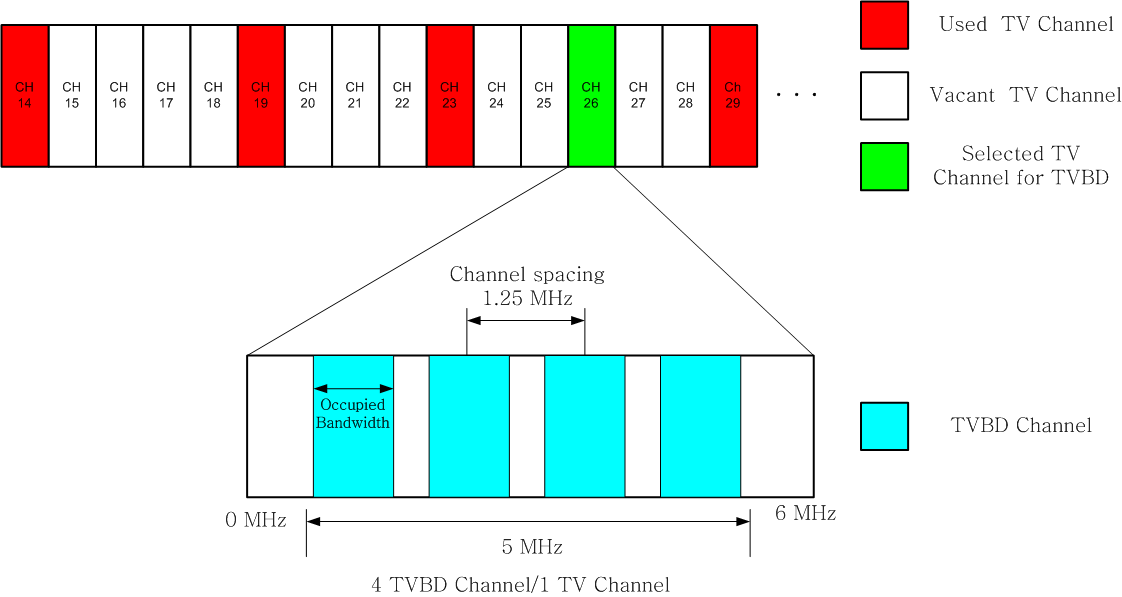 CH
14
CH
15
CH
16
CH
17
CH
18
CH
19
CH
20
CH
21
CH
22
CH
23
CH
24
CH
25
CH
26
CH
27
CH
28
Ch
29
. . .
Used TV Channel
Vacant TV Channel
Selected TV
Channel for TVBD
Channel spacing
1.25 MHz
Occupied
Bandwidth
TVBD Channel
0 MHz
6 MHz
5 MHz
4 TVBD Channel/1 TV Channel